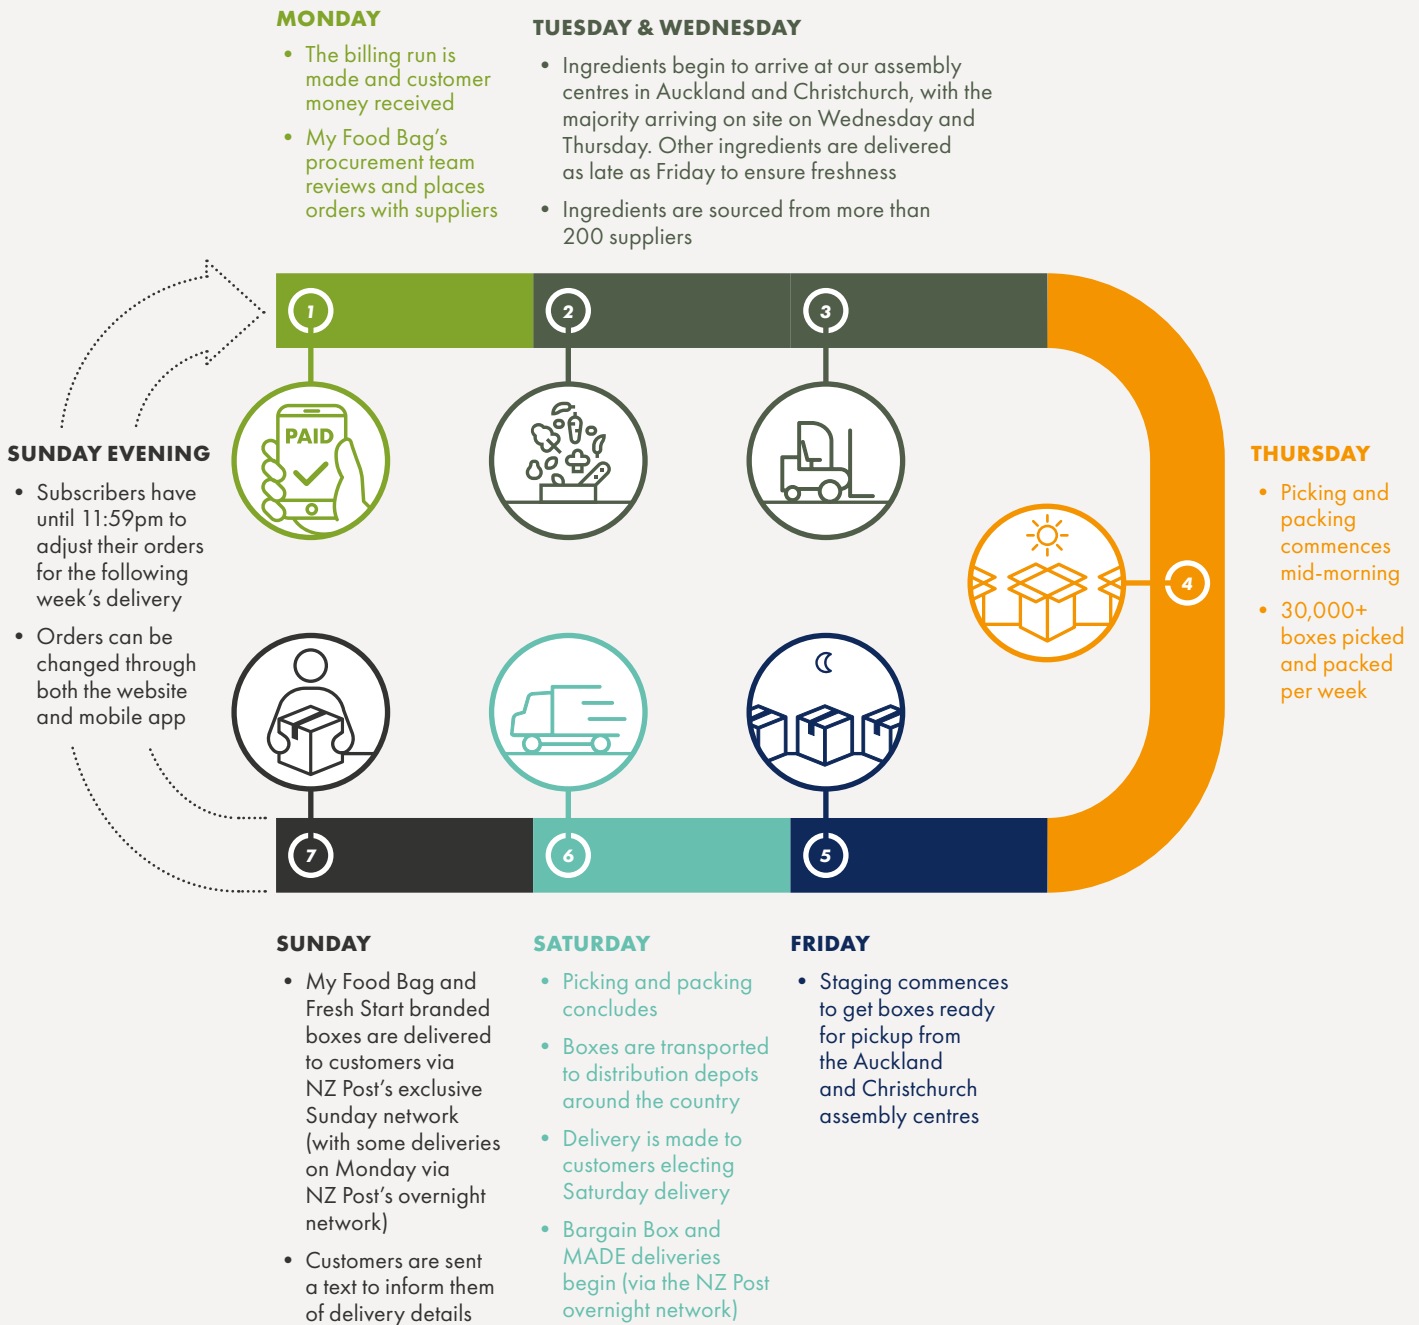 MONDAY
• The billing run is
made and customer
money received
• My Food Bag's
procurement team
reviews and places
orders with suppliers
TUESDAY & WEDNESDAY
• Ingredients begin to arrive at our assembly
centres in Auckland and Christchurch, with the
majority arriving on site on Wednesday and
Thursday. Other ingredients are delivered
as late as Friday to ensure freshness
• Ingredients are sourced from more than
200 suppliers
1
2
3
PAID
SUNDAY EVENING
• Subscribers have
until 11:59pm to
adjust their orders
for the following
week's delivery
• Orders can be
changed through
both the website
and mobile app
4
THURSDAY
• Picking and
packing
commences
mid-morning
• 30,000+
boxes picked
and packed
per week
7
6
5
SUNDAY
• My Food Bag and
Fresh Start branded
boxes are delivered
to customers via
NZ Post's exclusive
Sunday network
(with some deliveries
on Monday via
NZ Post's overnight
network)
• Customers are sent
a text to inform them
of delivery details
SATURDAY
• Picking and packing
concludes
• Boxes are transported
to distribution depots
around the country
• Delivery is made to
customers electing
Saturday delivery
• Bargain Box and
MADE deliveries
begin (via the NZ Post
overnight network)
FRIDAY
• Staging commences
to get boxes ready
for pickup from
the Auckland
and Christchurch
assembly centres